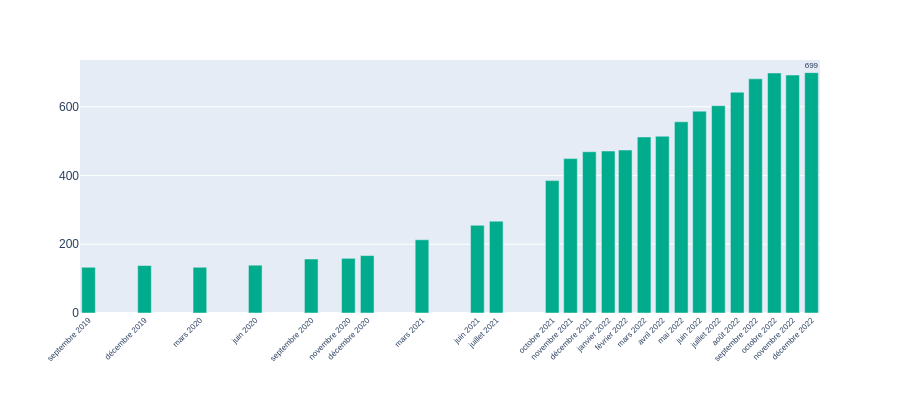 699
600
400
200
0
septembre 2019
décembre 2019
mars 2020
juin 2020
septembre 2020
novembre 2020
décembre 2020
mars 2021
juin 2021
juillet 2021
octobre 2021
novembre 2021
décembre 2021
janvier 2022
février 2022
mars 2022
avril 2022
mai 2022
juin 2022
juillet 2022
août 2022
septembre 2022
octobre 2022
novembre 2022
décembre 2022